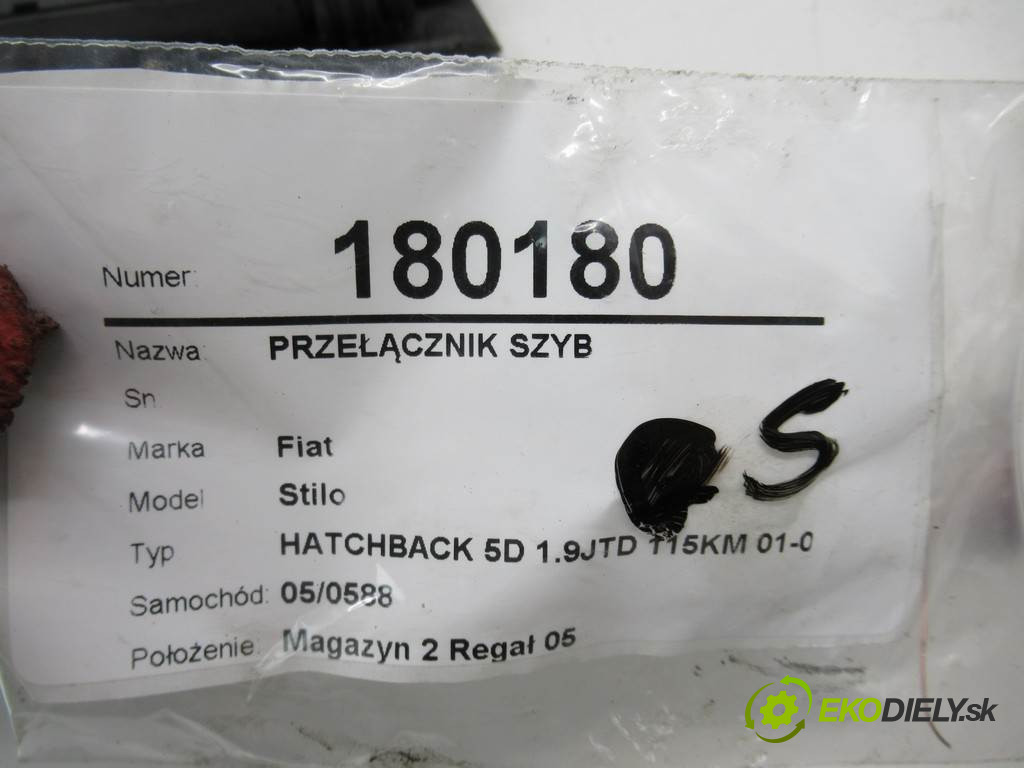 Numer: 180180
Nazwa: PRZEŁĄCZNIK SZYB
Sn
Marka Fiat
Model Stilo
Typ HATCHBACK 5D 1.9JTD 115KM 01-0
Samochód: 05/0588
Położenie: Magazyn 2 Regał 05
S
EKODIELY.sk